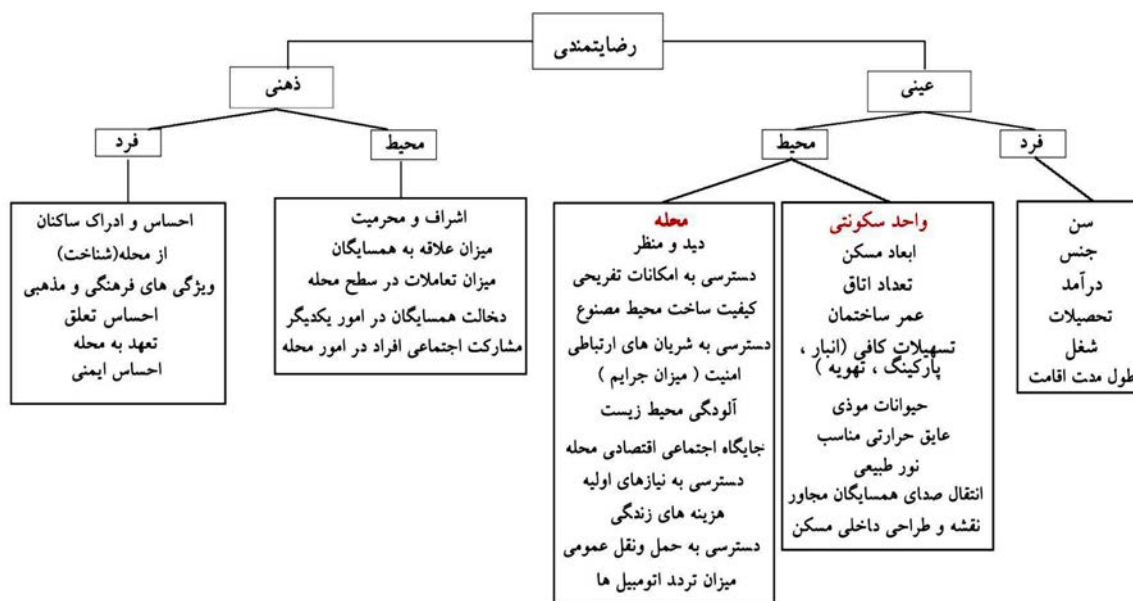 رضایتمندی
عینی
ذهنی
فرد
محیط
محیط
فرد
سن
جنس
درآمد
تحصیلات
شغل
طول مدت اقامت
واحد سکونتی
ابعاد مسکن
تعداد اتاق
عمر ساختمان
تسهیلات کافی (انبار ،
پارکینگ ، تهویه )
حیوانات موذی
عایق حرارتی مناسب
نور طبیعی
انتقال صدای همسایگان مجاور
نقشه و طراحی داخلی مسکن
محله
دید و منظر
دسترسی به امکانات تفریحی
کیفیت ساخت محیط مصنوع
دسترسی به شریان های ارتباطی
امنیت ( میزان جرایم )
آلودگی محیط زیست
جایگاه اجتماعی اقتصادی محله
دسترسی به نیازهای اولیه
هزینه های زندگی
دسترسی به حمل ونقل عمومی
میزان تردد اتومبیل ها
اشراف و محرمیت
میزان علاقه به همسایگان
میزان تعاملات در سطح محله
دخالت همسایگان در امور یکدیگر
مشارکت اجتماعی افراد در امور محله
احساس و ادراک ساکنان
از محله(شناخت)
ویژگی های فرهنگی و مذهبی
احساس تعلق
تعهد به محله
احساس ایمنی